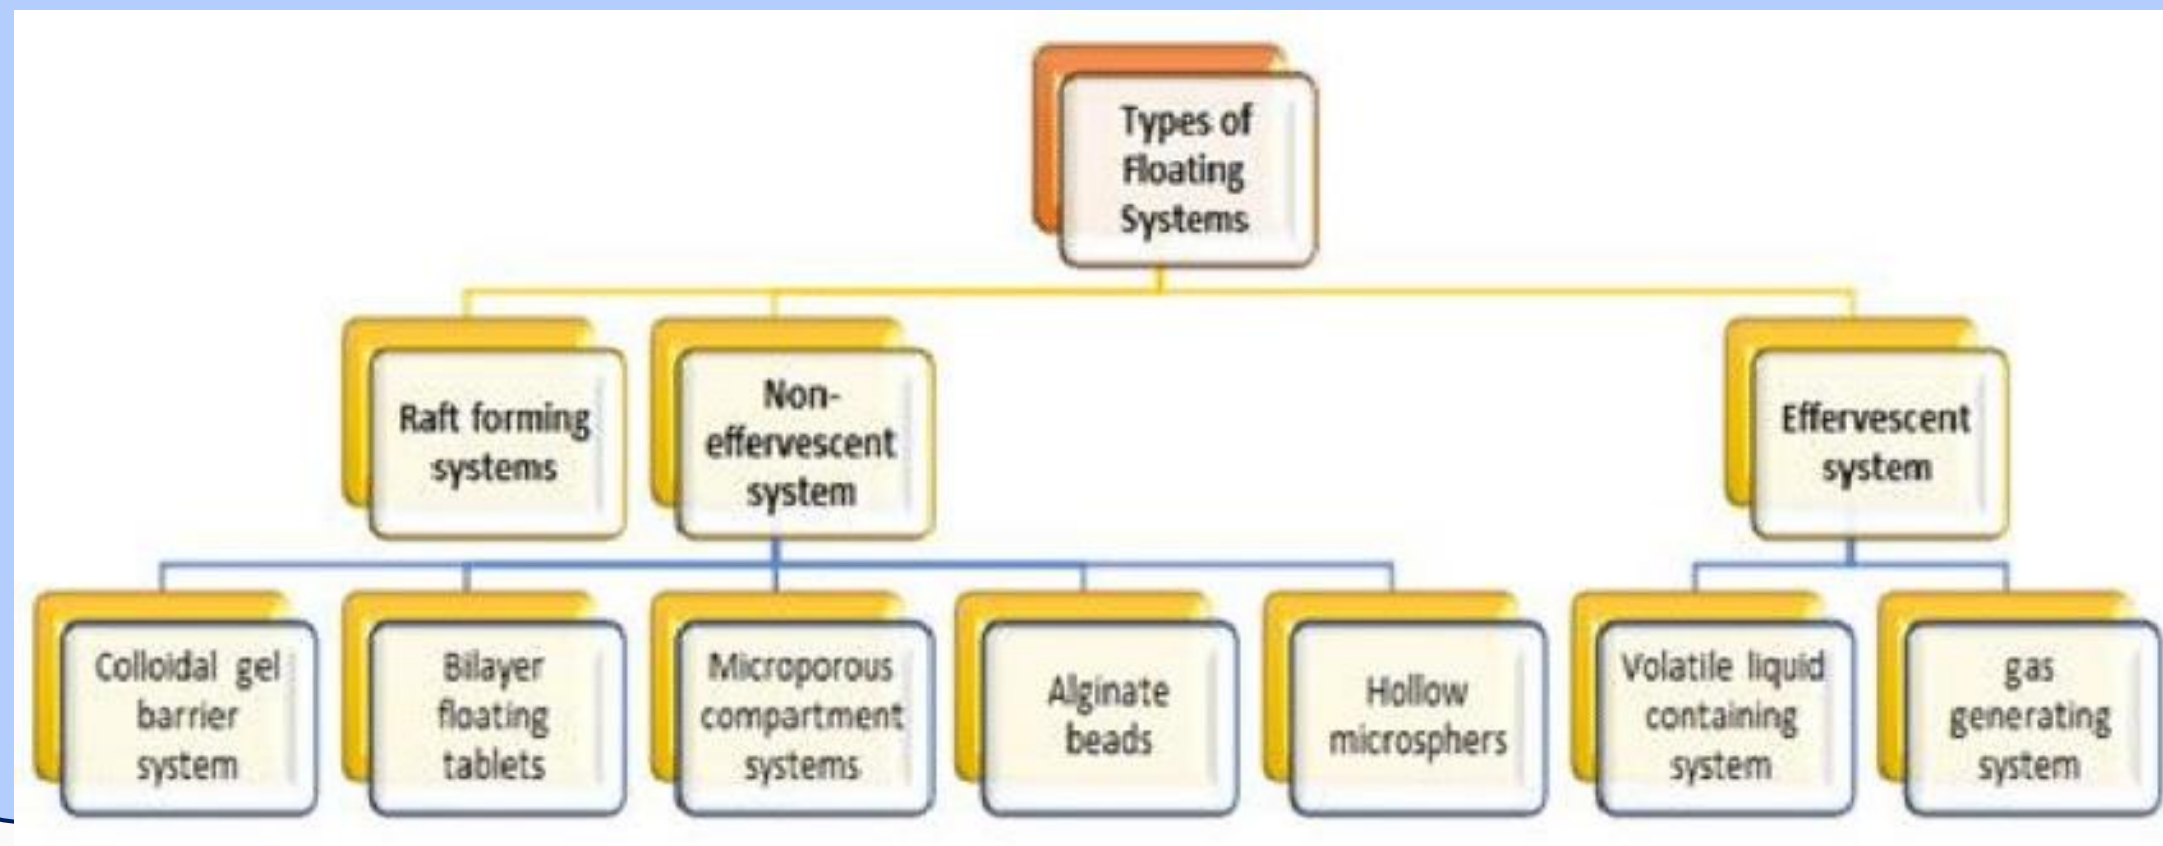 Types of
Floating
Systems
Raft forming
systems
Non-
effervescent
system
Effervescent
system
Colloidal gel
barrier
system
Bilayer
floating
tablets
Microporous
compartment
systems
Alginate
beads
Hollow
microsphers
Volatile liquid
containing
system
gas
generating
system